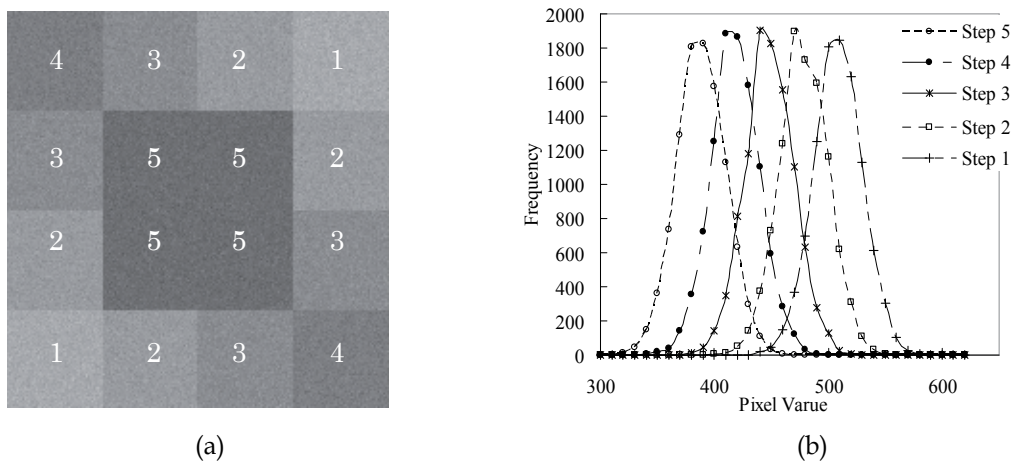 4 3 2 1
3 5 5 2
2 5 5 3
1 2 3 4
(a)
2000
1800
1600
1400
1200
1000
800
600
400
200
0
Frequency
300 400 500 600
Pixel Varue
Step 5
Step 4
Step 3
Step 2
Step 1
(b)